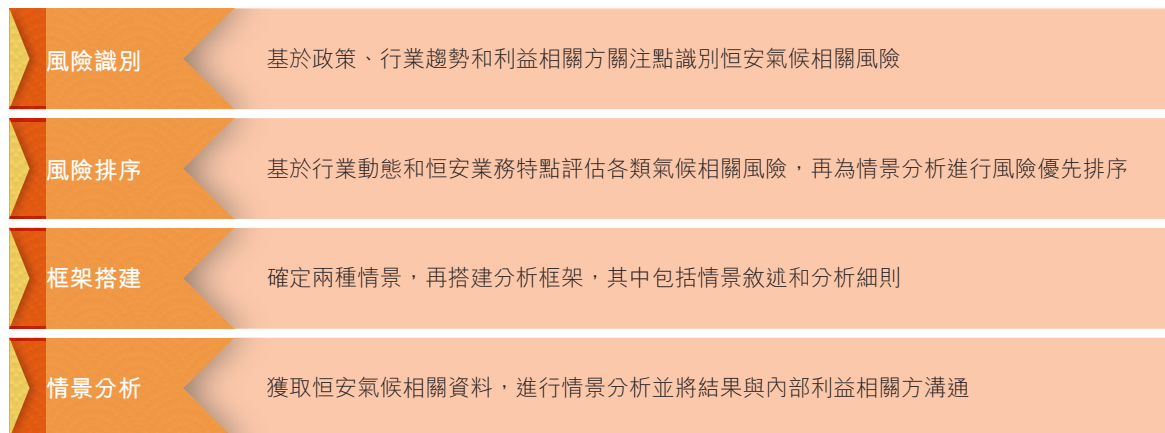 風險識別
基於政策、行業趨勢和利益相關方關注點識別恒安氣候相關風險
風險排序
基於行業動態和恒安業務特點評估各類氣候相關風險，再為情景分析進行風險優先排序
框架搭建
確定兩種情景，再搭建分析框架，其中包括情景敘述和分析細則
情景分析
獲取恒安氣候相關資料，進行情景分析並將結果與內部利益相關方溝通